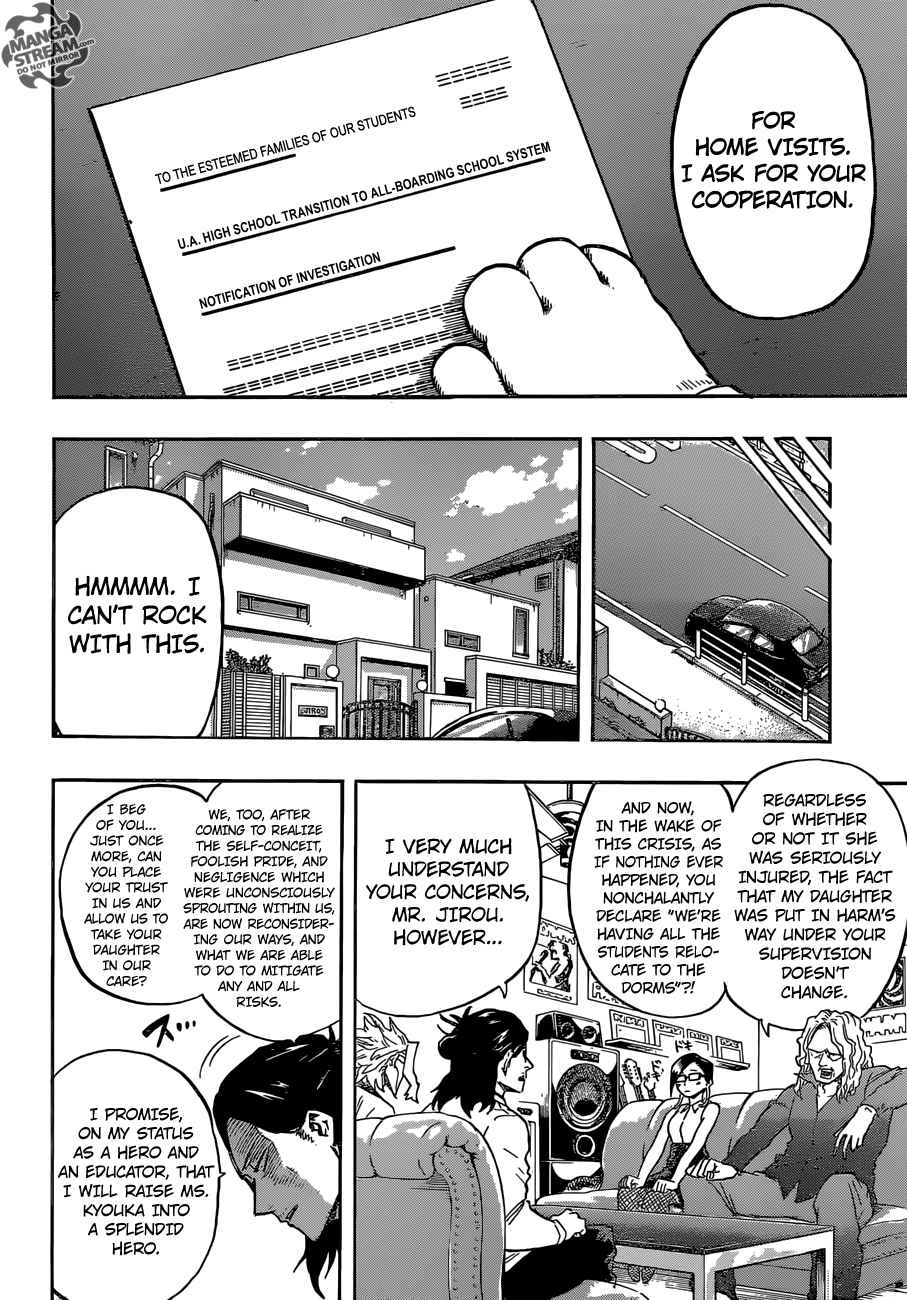 MANGA
STREAM.com
DO NOT MIRROR
FOR
HOME VISITS.
I ASK FOR YOUR
COOPERATION.
TO THE ESTEEMED FAMILIES OF OUR STUDENTS
U.A. HIGH SCHOOL TRANSITION TO ALL-BOARDING SCHOOL SYSTEM
NOTIFICATION OF INVESTIGATION
HMMMMM. I
CAN'T ROCK
WITH THIS.
REGARDLESS
OF WHETHER
OR NOT IT SHE
WAS SERIOUSLY
INJURED, THE FACT
THAT MY DAUGHTER
WAS PUT IN HARM'S
WAY UNDER YOUR
SUPERVISION
DOESN'T
CHANGE.
AND NOW,
IN THE WAKE OF
THIS CRISIS, AS
IF NOTHING EVER
HAPPENED, YOU
NONCHALANTLY
DECLARE "WE'RE
HAVING ALL THE
STUDENTS RELO-
CATE TO THE
DORMS"?!
ドキ
I VERY MUCH
UNDERSTAND
YOUR CONCERNS,
MR. JIROU.
HOWEVER...
WE, TOO, AFTER
COMING TO REALIZE
THE SELF-CONCEIT,
FOOLISH PRIDE, AND
NEGLIGENCE WHICH
WERE UNCONSCIOUSLY
SPROUTING WITHIN US,
ARE NOW RECONSIDER-
ING OUR WAYS, AND
WHAT WE ARE ABLE
TO DO TO MITIGATE
ANY AND ALL
RISKS.
I BEG
OF YOU...
JUST ONCE
MORE, CAN
YOU PLACE
YOUR TRUST
IN US AND
ALLOW US TO
TAKE YOUR
DAUGHTER
IN OUR
CARE?
ス…
I PROMISE,
ON MY STATUS
AS A HERO AND
AN EDUCATOR, THAT
I WILL RAISE MS.
KYOUKA INTO
A SPLENDID
HERO.